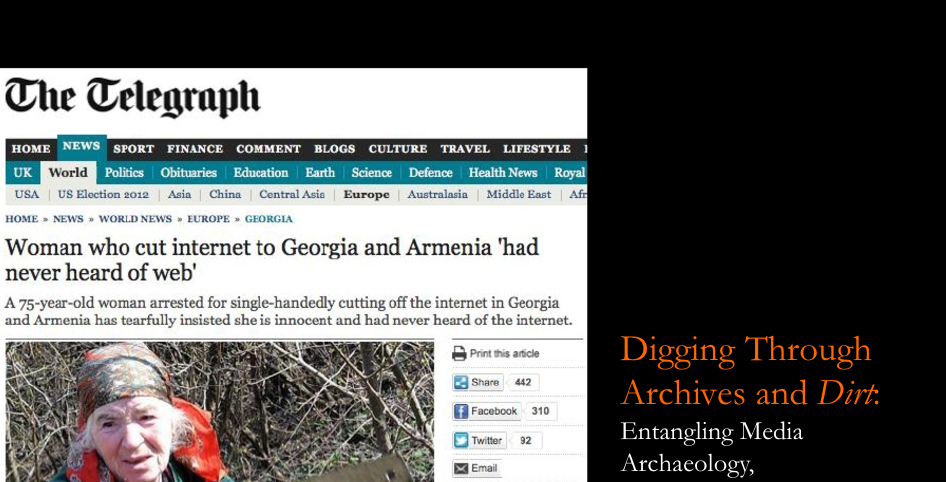 The Telegraph
HOME NEWS SPORT FINANCE COMMENT BLOGS CULTURE TRAVEL LIFESTYLE
UK World Politics Obituaries Education Earth Science Defence Health News Royal
USA US Election 2012 Asia China Central Asia Europe Australasia Middle East Afr
HOME » NEWS » WORLD NEWS » EUROPE » GEORGIA
Woman who cut internet to Georgia and Armenia 'had
never heard of web'
A 75-year-old woman arrested for single-handedly cutting off the internet in Georgia
and Armenia has tearfully insisted she is innocent and had never heard of the internet.
Print this article
Share 442
Facebook 310
Twitter 92
Email
Digging Through
Archives and Dirt:
Entangling Media
Archaeology,